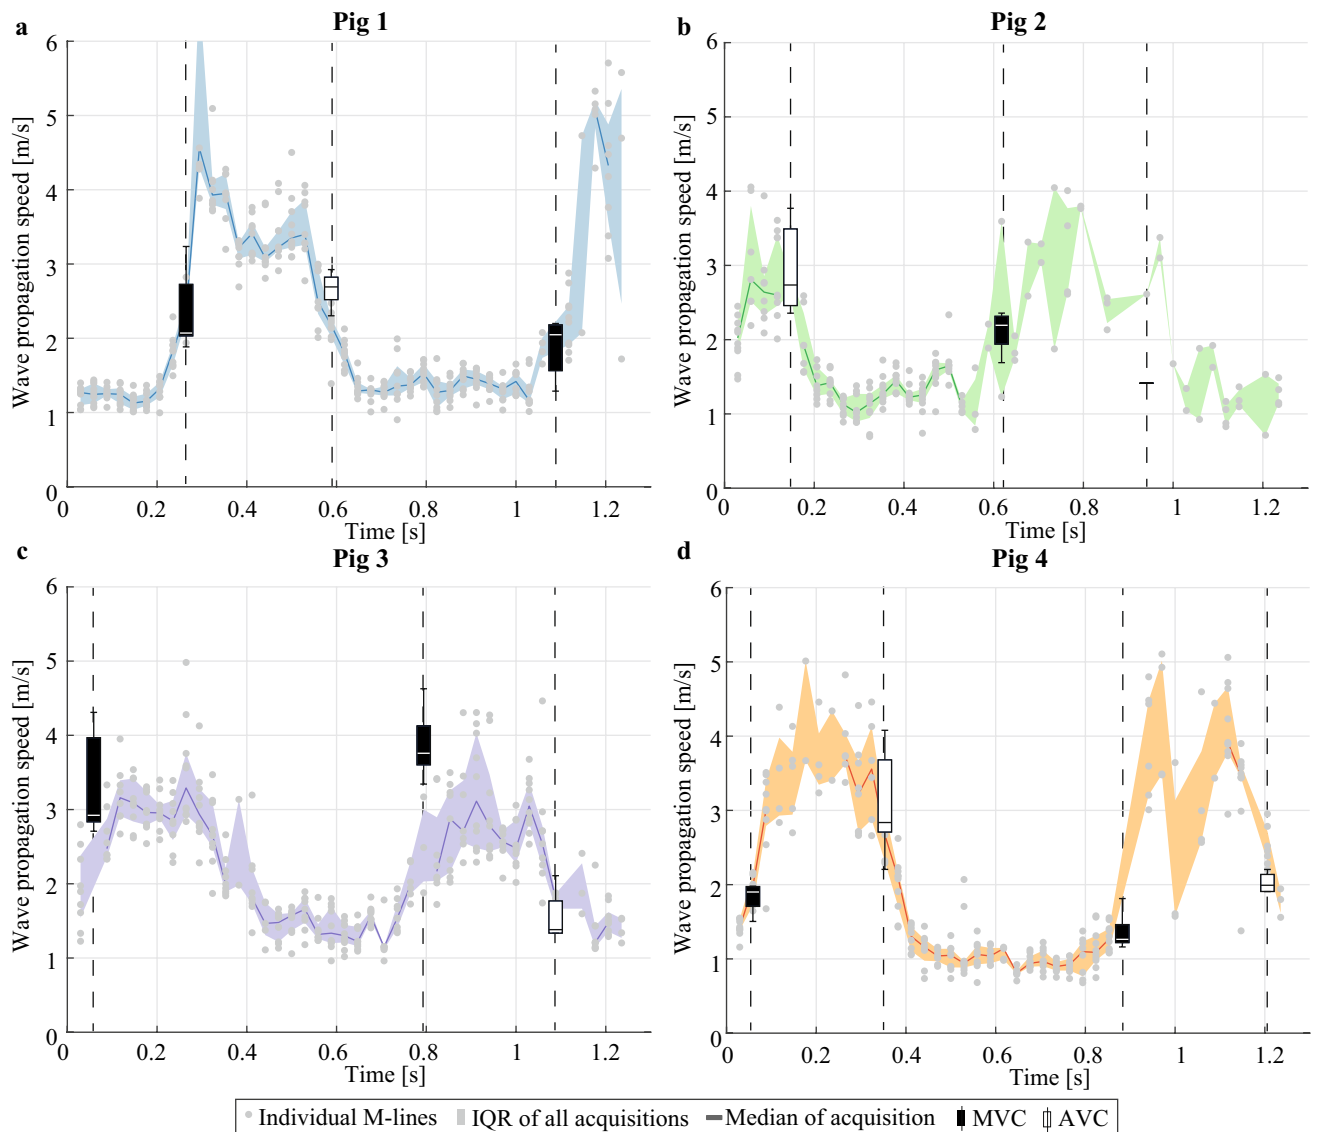 a
Pig 1
Wave propagation speed [m/s]
6
5
4
3
2
1
0
0 0.2 0.4 0.6 0.8 1 1.2
Time [s]
b
Pig 2
Wave propagation speed [m/s]
6
5
4
3
2
1
0
0 0.2 0.4 0.6 0.8 1 1.2
Time [s]
c
Pig 3
Wave propagation speed [m/s]
6
5
4
3
2
1
0
0 0.2 0.4 0.6 0.8 1 1.2
Time [s]
d
Pig 4
Wave propagation speed [m/s]
6
5
4
3
2
1
0
0 0.2 0.4 0.6 0.8 1 1.2
Time [s]
Individual M-lines IQR of all acquisitions Median of acquisition MVC AVC